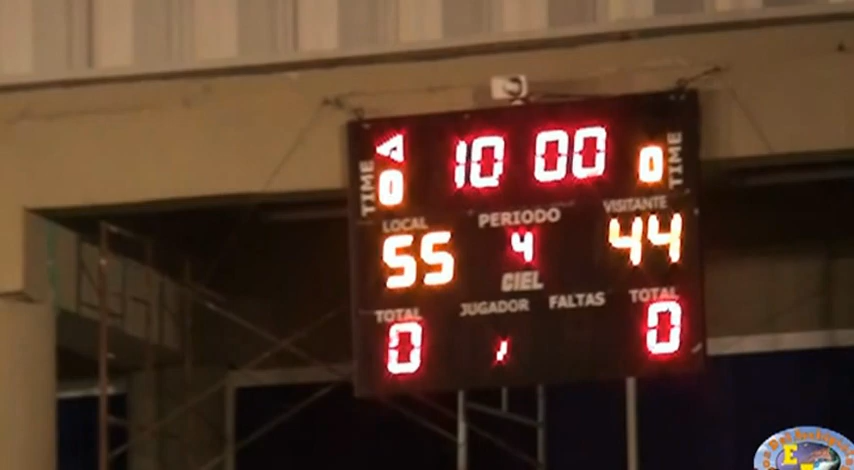 TIME 0 10 00 0 TIME
LOCAL PERIODO VISITANTE
55 4 44
CIEL
TOTAL JUGADOR FALTAS TOTAL
0 0